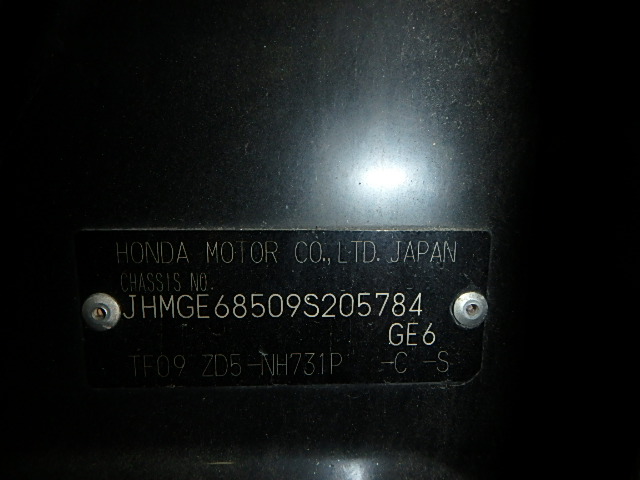 HONDA MOTOR CO., LTD. JAPAN
CHASSIS NO.
JHMGE68509S205784
GE6
TF09 ZD5-NH731P -C -S